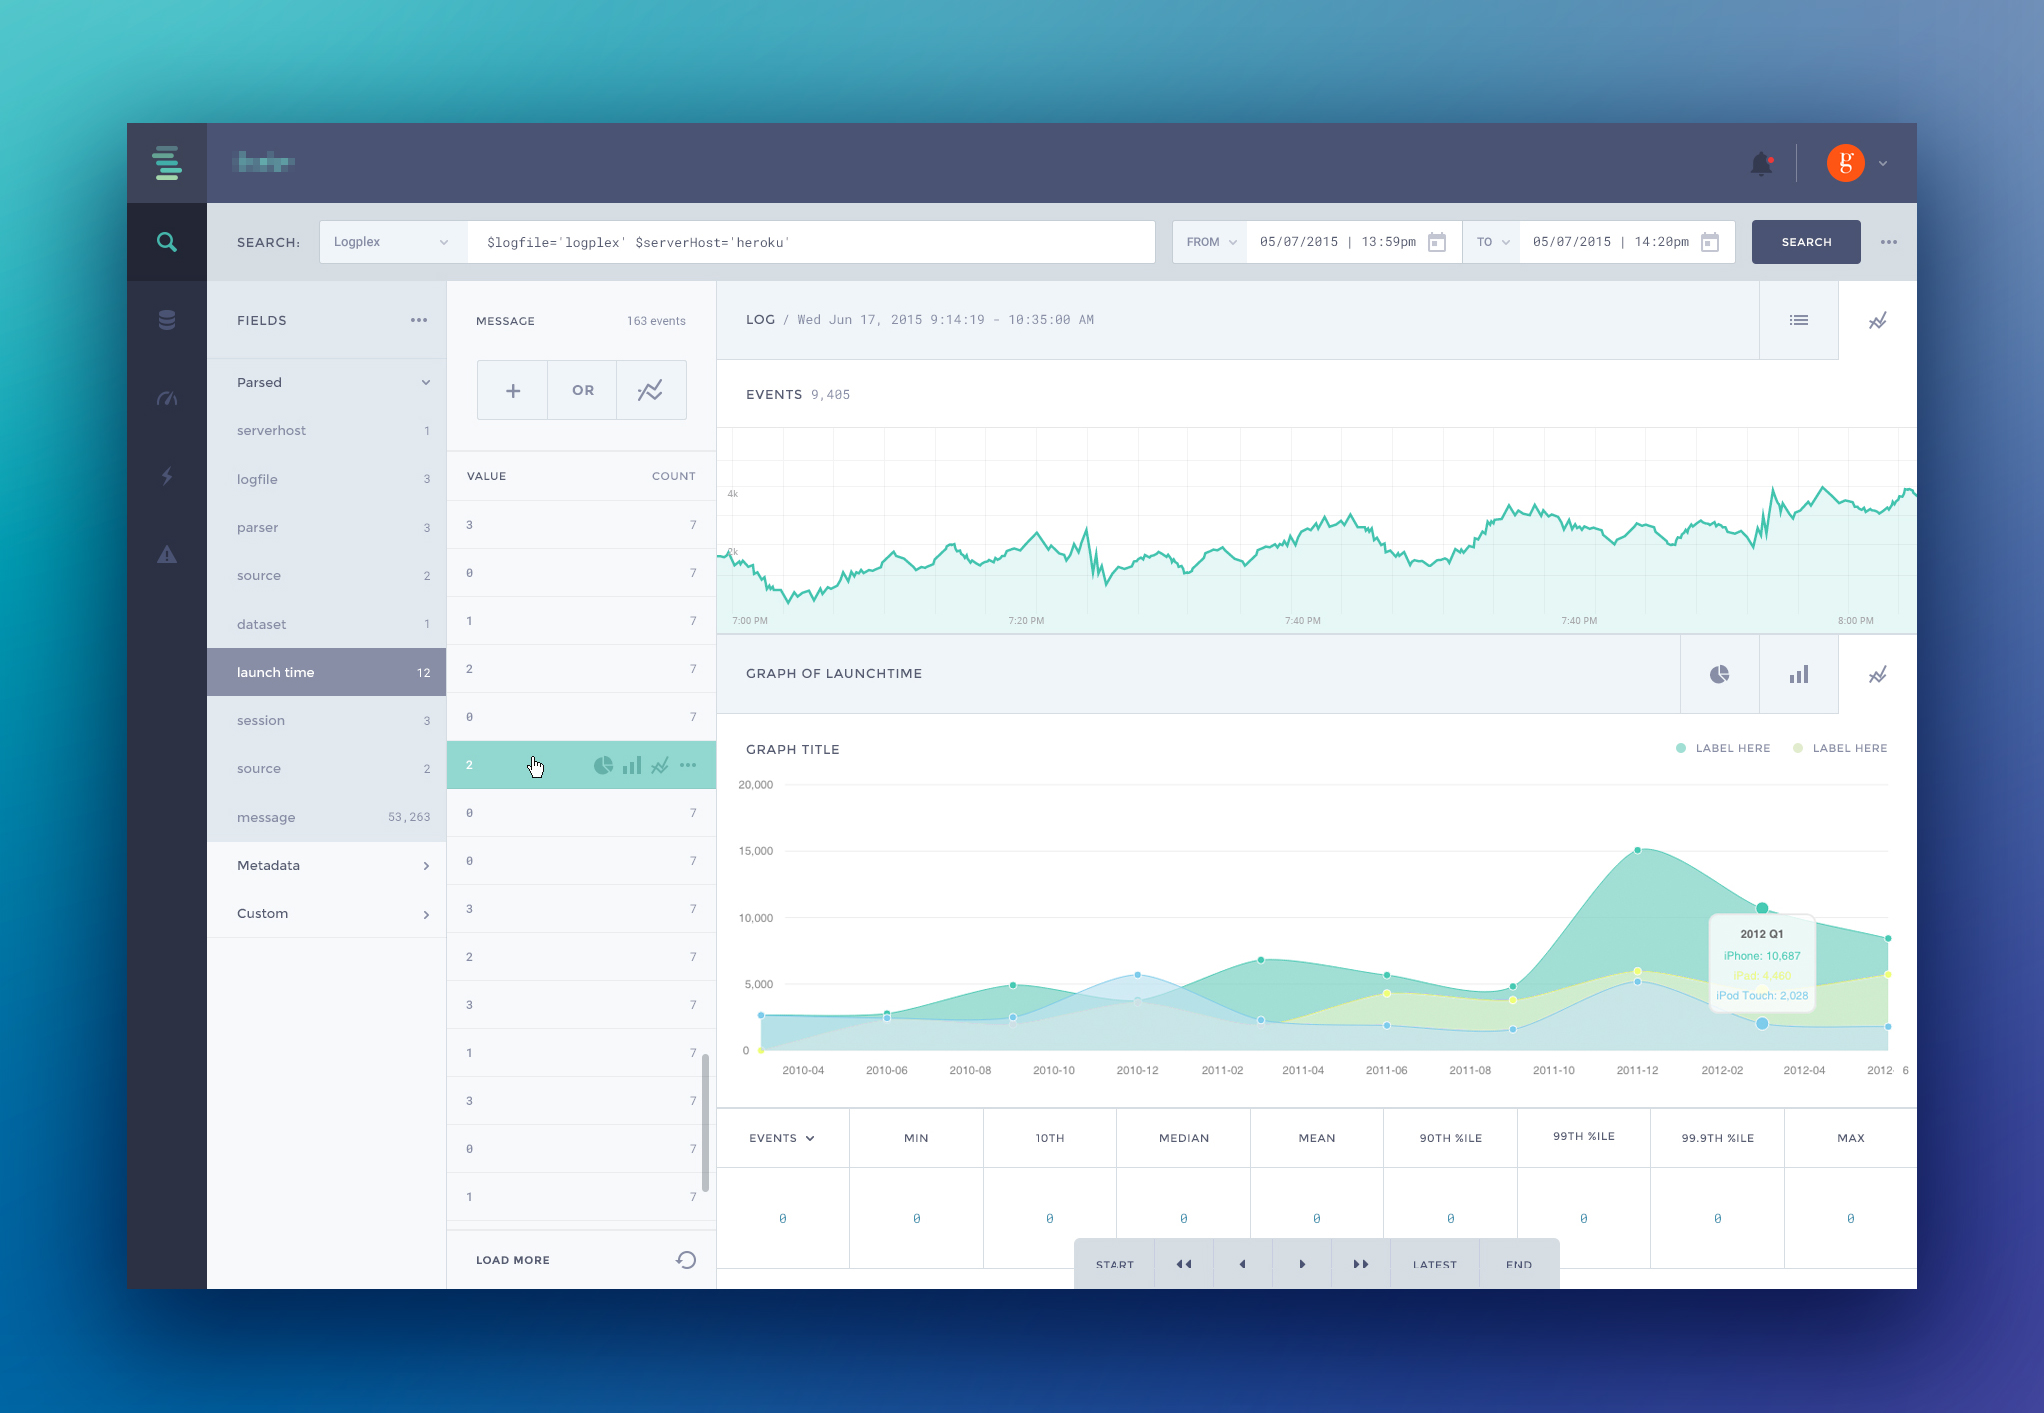 g
SEARCH:
Logplex
$logfile='logplex' $serverHost='heroku'
FROM
05/07/2015 | 13:59pm
TO
05/07/2015 | 14:20pm
SEARCH
FIELDS
Parsed
serverhost 1
logfile 3
parser 3
source 2
dataset 1
launch time 12
session 3
source 2
message 53,263
Metadata
Custom
MESSAGE 163 events
+ OR
VALUE COUNT
3 7
0 7
1 7
2 7
0 7
2
0 7
0 7
3 7
2 7
3 7
1 7
3 7
0 7
1 7
LOAD MORE
LOG / Wed Jun 17, 2015 9:14:19 - 10:35:00 AM
EVENTS 9,405
4k
2k
7:00 PM 7:20 PM 7:40 PM 7:40 PM 8:00 PM
GRAPH OF LAUNCHTIME
GRAPH TITLE
LABEL HERE LABEL HERE
20,000
15,000
10,000
5,000
0
2012 Q1
iPhone: 10,687
iPad: 4,460
iPod Touch: 2,028
2010-04 2010-06 2010-08 2010-10 2010-12 2011-02 2011-04 2011-06 2011-08 2011-10 2011-12 2012-02 2012-04 2012- 6
EVENTS MIN 10TH MEDIAN MEAN 90TH %ILE 99TH %ILE 99.9TH %ILE MAX
0 0 0 0 0 0 0 0 0
START LATEST END